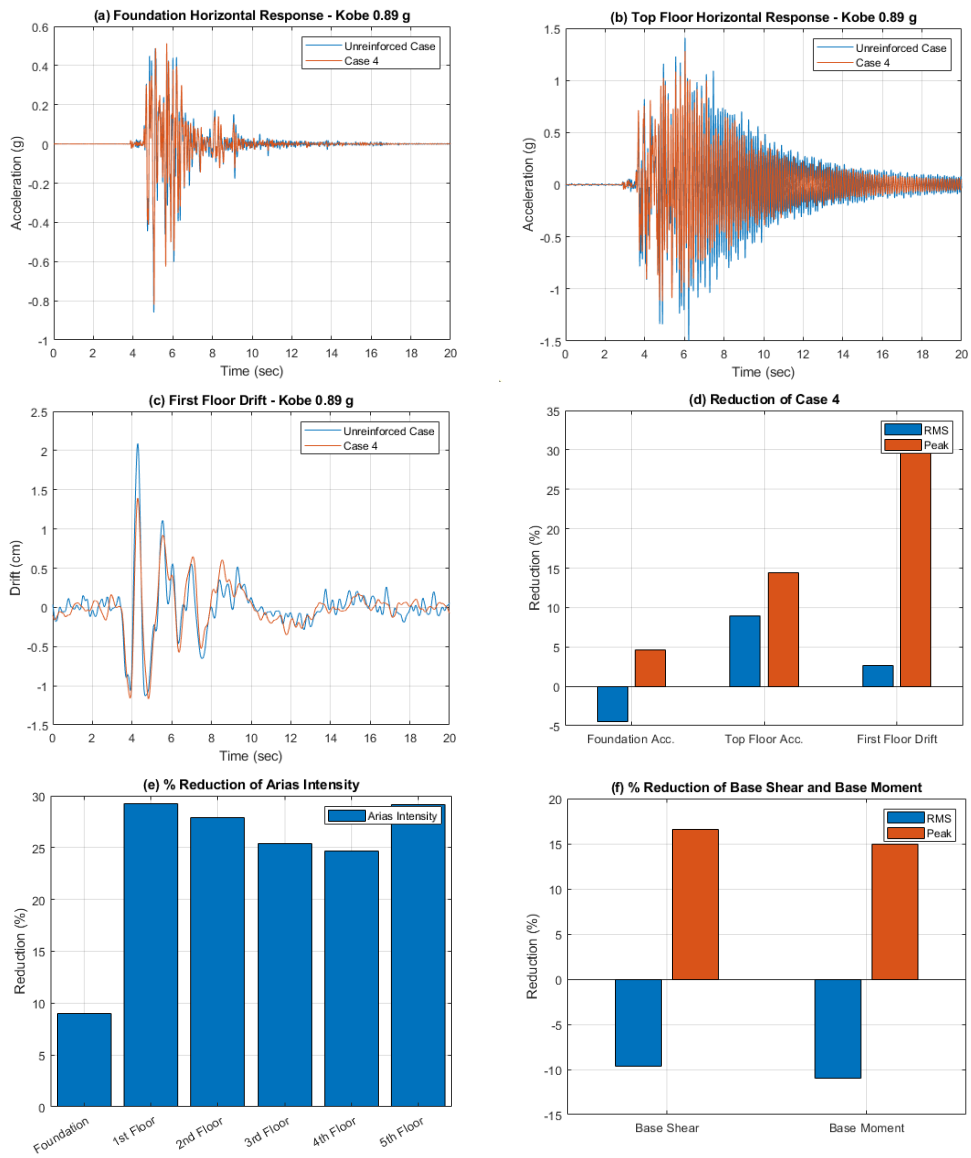 (a) Foundation Horizontal Response - Kobe 0.89 g
Acceleration (g)
0.6
0.4
0.2
0
-0.2
-0.4
-0.6
-0.8
-1
Unreinforced Case
Case 4
0 2 4 6 8 10 12 14 16 18 20
Time (sec)
(b) Top Floor Horizontal Response - Kobe 0.89 g
Acceleration (g)
1.5
1
0.5
0
-0.5
-1
-1.5
Unreinforced Case
Case 4
0 2 4 6 8 10 12 14 16 18 20
Time (sec)
(c) First Floor Drift - Kobe 0.89 g
Drift (cm)
2.5
2
1.5
1
0.5
0
-0.5
-1
-1.5
Unreinforced Case
Case 4
0 2 4 6 8 10 12 14 16 18 20
Time (sec)
(d) Reduction of Case 4
Reduction (%)
35
30
25
20
15
10
5
0
-5
RMS
Peak
Foundation Acc. Top Floor Acc. First Floor Drift
(e) % Reduction of Arias Intensity
Reduction (%)
30
25
20
15
10
5
0
Arias Intensity
Foundation 1st Floor 2nd Floor 3rd Floor 4th Floor 5th Floor
(f) % Reduction of Base Shear and Base Moment
Reduction (%)
20
15
10
5
0
-5
-10
-15
RMS
Peak
Base Shear Base Moment